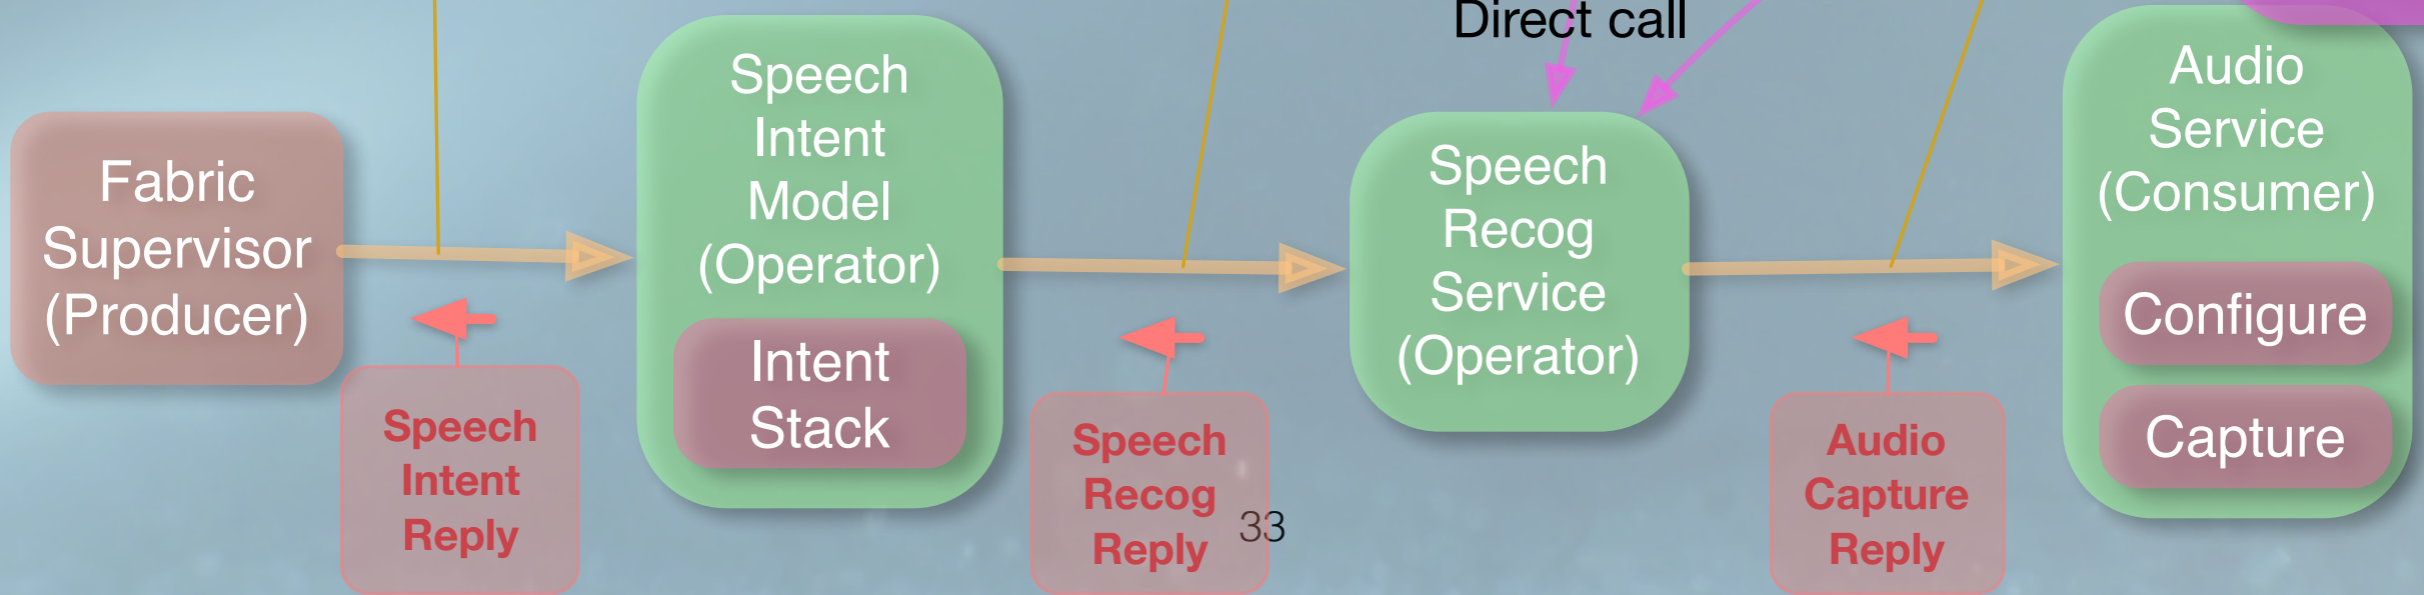 Direct call
Fabric
Supervisor
(Producer)
Speech
Intent
Model
(Operator)
Intent
Stack
Speech
Recog
Service
(Operator)
Audio
Service
(Consumer)
Configure
Capture
Speech
Intent
Reply
Speech
Recog
Reply
33
Audio
Capture
Reply